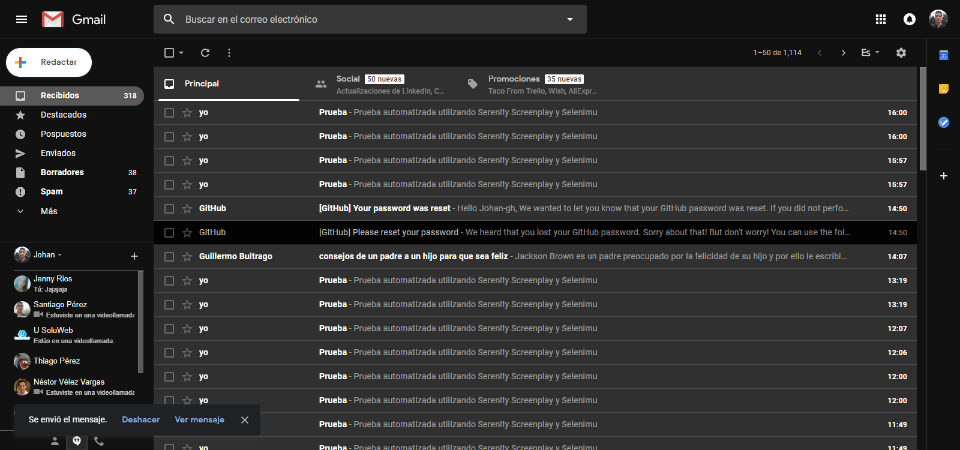 Gmail
Buscar en el correo electrónico
Redactar
1–50 de 1,114
Es
Recibidos 318
Destacados
Pospuestos
Enviados
Borradores 38
Spam 37
Más
Principal
Social 50 nuevas
Actualizaciones de LinkedIn, C...
Promociones 35 nuevas
Taco From Trello, Wish, AliExpr...
yo Prueba - Prueba automatizada utilizando Serenity Screenplay y Selenimu 16:00
yo Prueba - Prueba automatizada utilizando Serenity Screenplay y Selenimu 16:00
yo Prueba - Prueba automatizada utilizando Serenity Screenplay y Selenimu 15:57
yo Prueba - Prueba automatizada utilizando Serenity Screenplay y Selenimu 15:57
GitHub [GitHub] Your password was reset - Hello Johan-gh, We wanted to let you know that your GitHub password was reset. If you did not perfo... 14:50
GitHub [GitHub] Please reset your password - We heard that you lost your GitHub password. Sorry about that! But don't worry! You can use the fol... 14:50
Guillermo Buitrago consejos de un padre a un hijo para que sea feliz - Jackson Brown es un padre preocupado por la felicidad de su hijo y por ello le escribi... 14:07
yo Prueba - Prueba automatizada utilizando Serenity Screenplay y Selenimu 13:19
yo Prueba - Prueba automatizada utilizando Serenity Screenplay y Selenimu 13:19
yo Prueba - Prueba automatizada utilizando Serenity Screenplay y Selenimu 12:07
yo Prueba - Prueba automatizada utilizando Serenity Screenplay y Selenimu 12:06
yo Prueba - Prueba automatizada utilizando Serenity Screenplay y Selenimu 12:00
yo Prueba - Prueba automatizada utilizando Serenity Screenplay y Selenimu 12:00
yo Prueba - Prueba automatizada utilizando Serenity Screenplay y Selenimu 11:49
yo Prueba - Prueba automatizada utilizando Serenity Screenplay y Selenimu 11:49
Johan
Jenny Rios
Tú: Jajajaja
Santiago Pérez
Estuviste en una videollamada
U SoluWeb
Estás en una videollamada.
Thiago Pérez
Néstor Vélez Vargas
Estuviste en una videollamada
Se envió el mensaje. Deshacer Ver mensaje